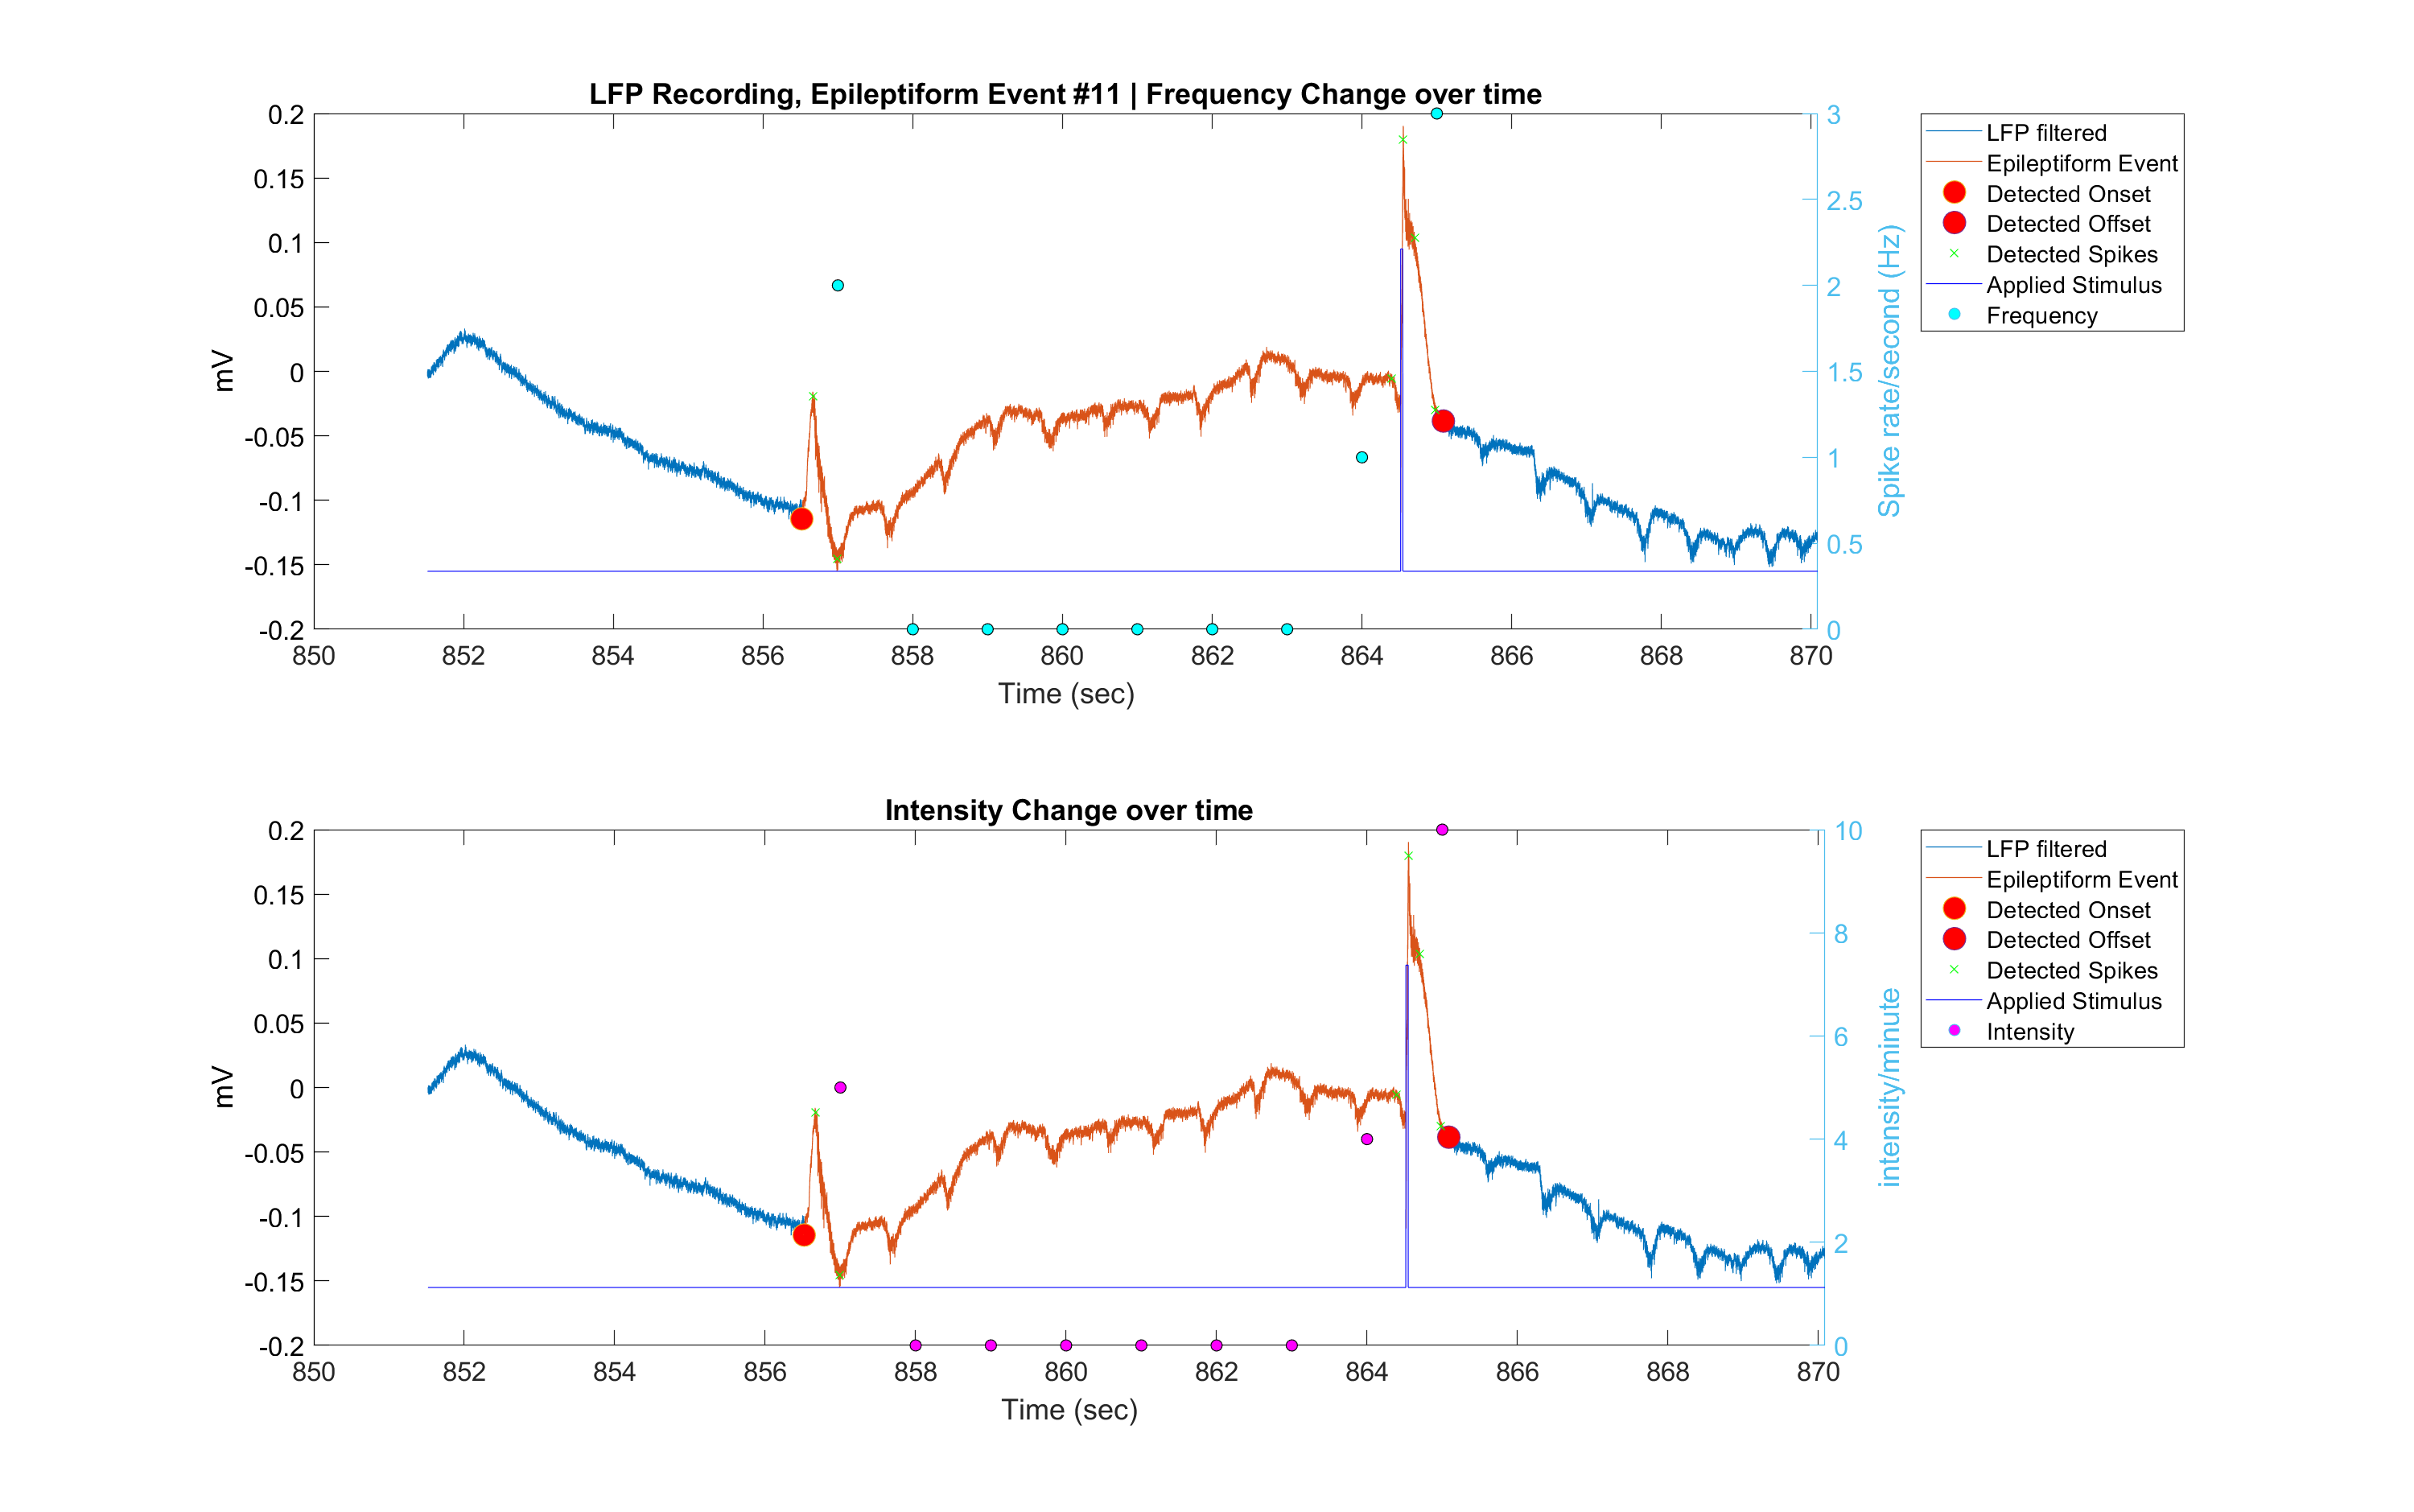 LFP Recording, Epileptiform Event #11 | Frequency Change over time
0.2
0.15
0.1
0.05
0
-0.05
-0.1
-0.15
-0.2
mV
3
2.5
2
1.5
1
0.5
0
Spike rate/second (Hz)
850 852 854 856 858 860 862 864 866 868 870
Time (sec)
LFP filtered
Epileptiform Event
Detected Onset
Detected Offset
Detected Spikes
Applied Stimulus
Frequency
Intensity Change over time
0.2
0.15
0.1
0.05
0
-0.05
-0.1
-0.15
-0.2
mV
10
8
6
4
2
0
intensity/minute
850 852 854 856 858 860 862 864 866 868 870
Time (sec)
LFP filtered
Epileptiform Event
Detected Onset
Detected Offset
Detected Spikes
Applied Stimulus
Intensity